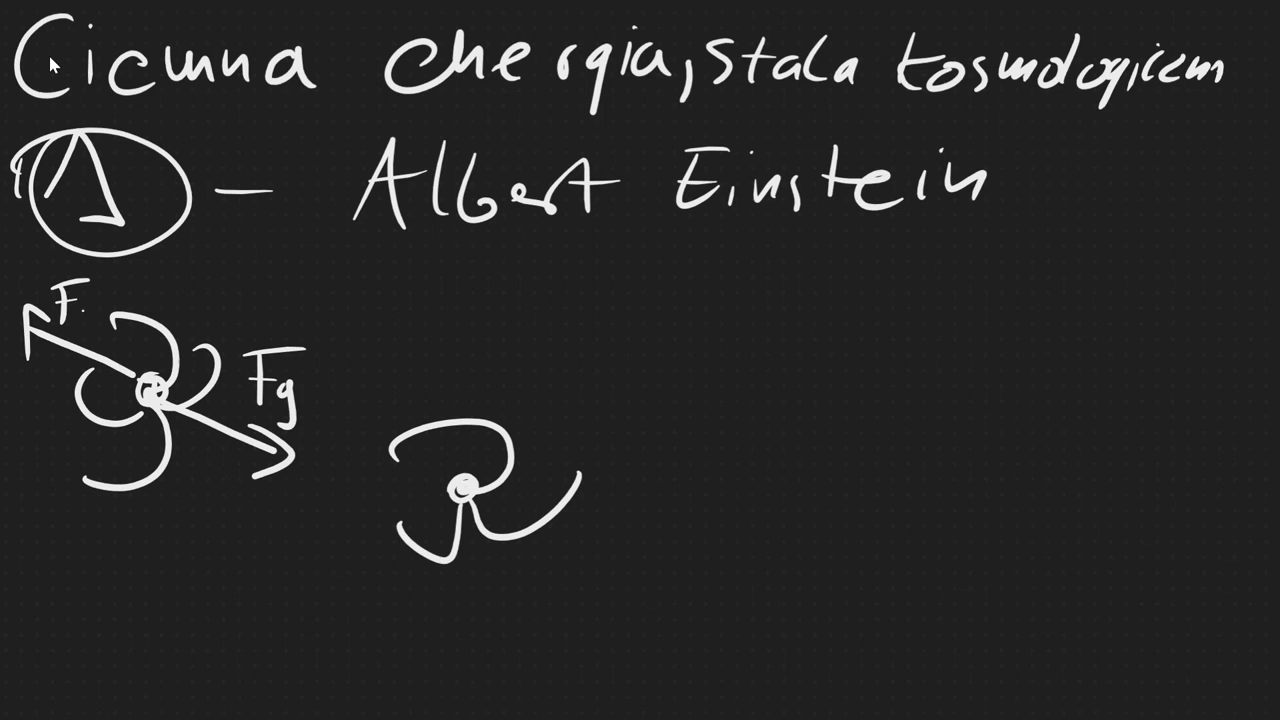 Ciemna energia, stała kosmologiczna
Λ — Albert Einstein
F.
Fg